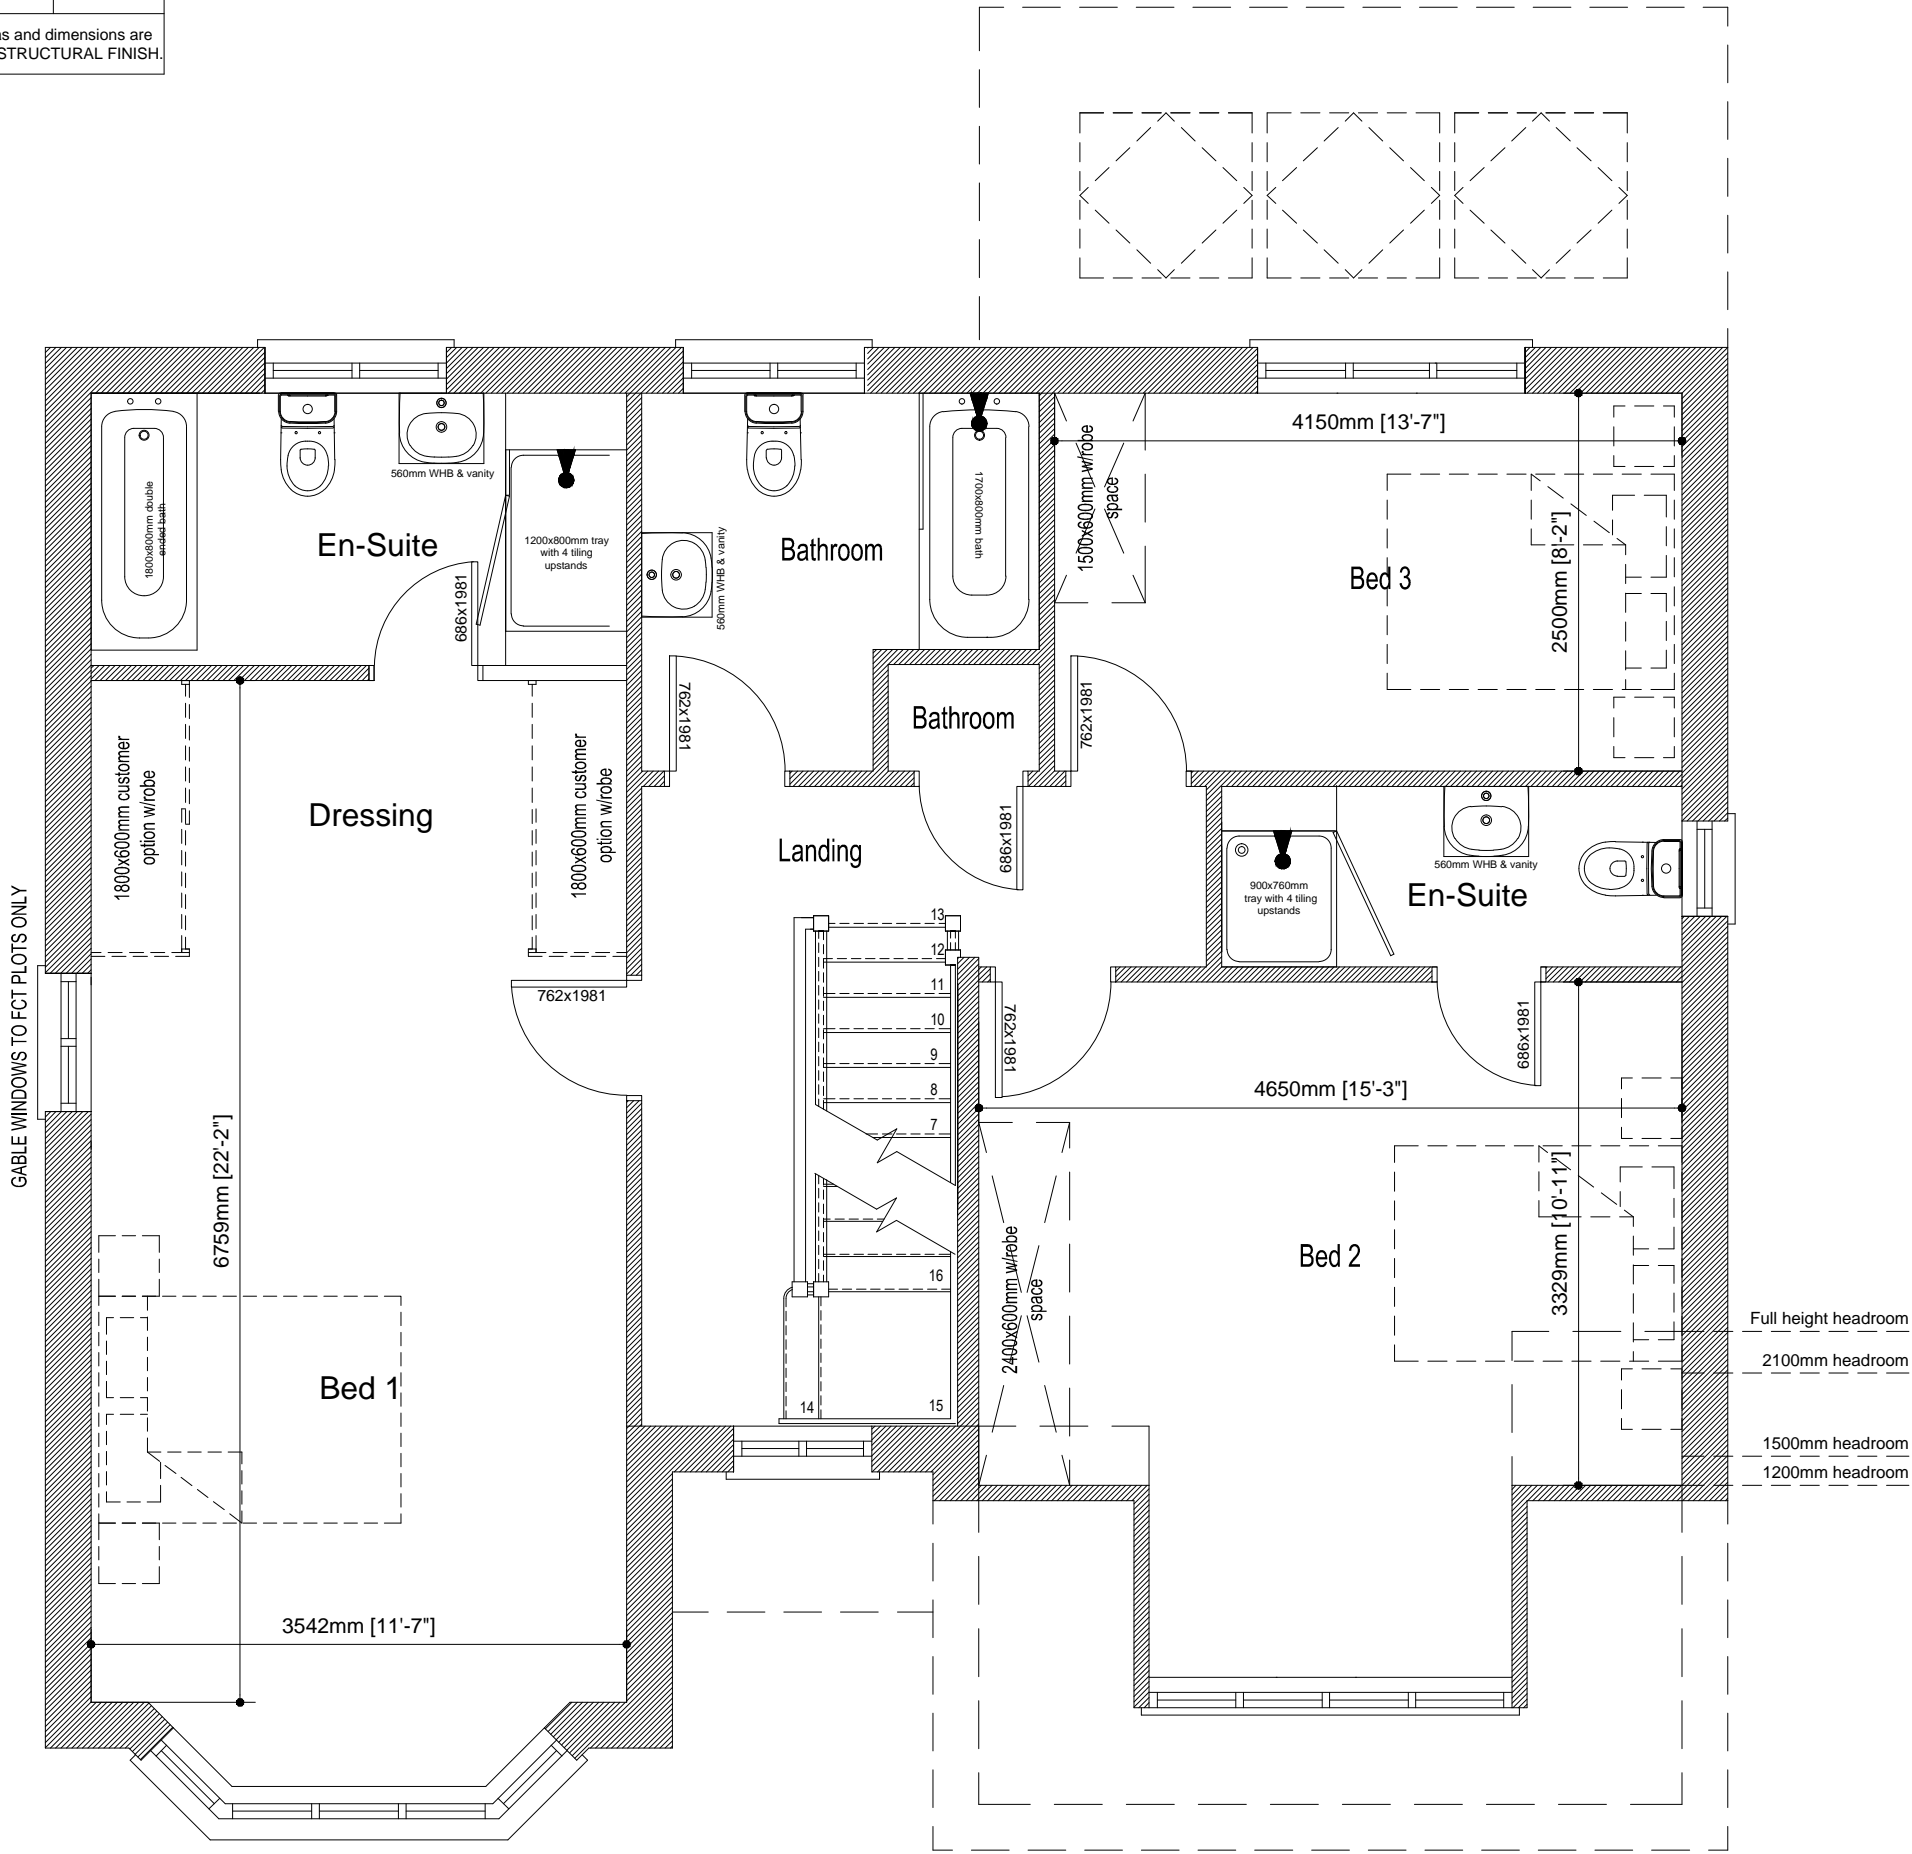 as and dimensions are
STRUCTURAL FINISH.
4150mm [13'-7"]
1800x800mm double
ended bath
560mm WHB & vanity
En-Suite
1200x800mm tray
with 4 tiling
upstands
686x1981
560mm WHB & vanity
Bathroom
1700x800mm bath
1500x600mm w/robe
space
Bed 3
2500mm [8'-2"]
762x1981
Bathroom
762x1981
1800x600mm customer
option w/robe
Dressing
1800x600mm customer
option w/robe
Landing
686x1981
900x760mm
tray with 4 tiling
upstands
560mm WHB & vanity
En-Suite
GABLE WINDOWS TO FCT PLOTS ONLY
762x1981
13
12
11
10
9
8
7
16
14
15
762x1981
686x1981
4650mm [15'-3"]
6759mm [22'-2"]
2400x600mm w/robe
space
Bed 2
3329mm [10'-11"]
Bed 1
3542mm [11'-7"]
Full height headroom
2100mm headroom
1500mm headroom
1200mm headroom